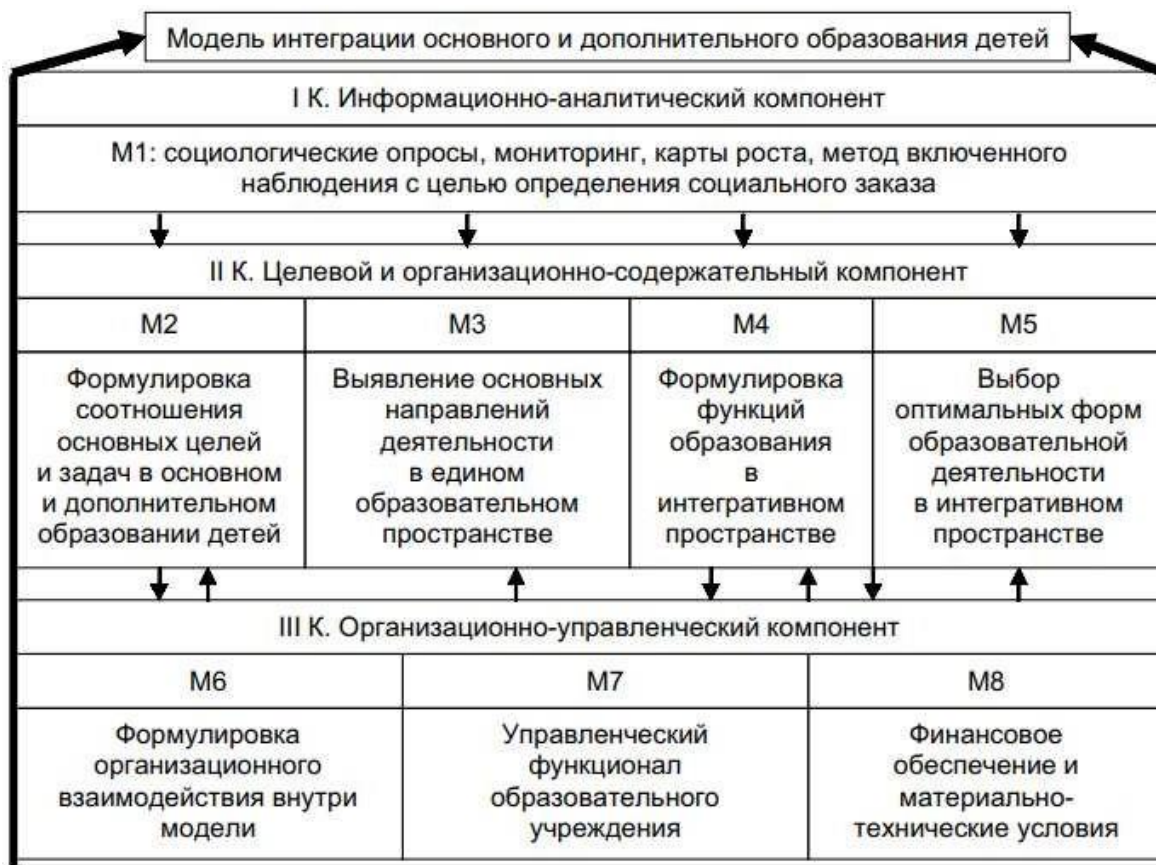 Модель интеграции основного и дополнительного образования детей
I К. Информационно-аналитический компонент
М1: социологические опросы, мониторинг, карты роста, метод включенного
наблюдения с целью определения социального заказа
II К. Целевой и организационно-содержательный компонент
М2
М3
М4
М5
Формулировка
соотношения
основных целей
и задач в основном
и дополнительном
образовании детей
Выявление основных
направлений
деятельности
в едином
образовательном
пространстве
Формулировка
функций
образования
в
интегративном
пространстве
Выбор
оптимальных форм
образовательной
деятельности
в интегративном
пространстве
III К. Организационно-управленческий компонент
М6
М7
М8
Формулировка
организационного
взаимодействия внутри
модели
Управленческий
функционал
образовательного
учреждения
Финансовое
обеспечение и
материально-
технические условия